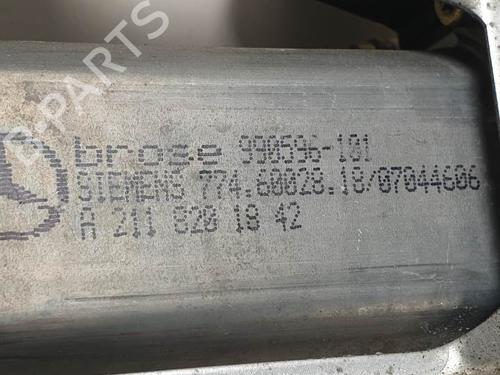 brose 990596-101
SIEMENS 774.60028.18/07044606
A 211 820 18 42
B-PARTS